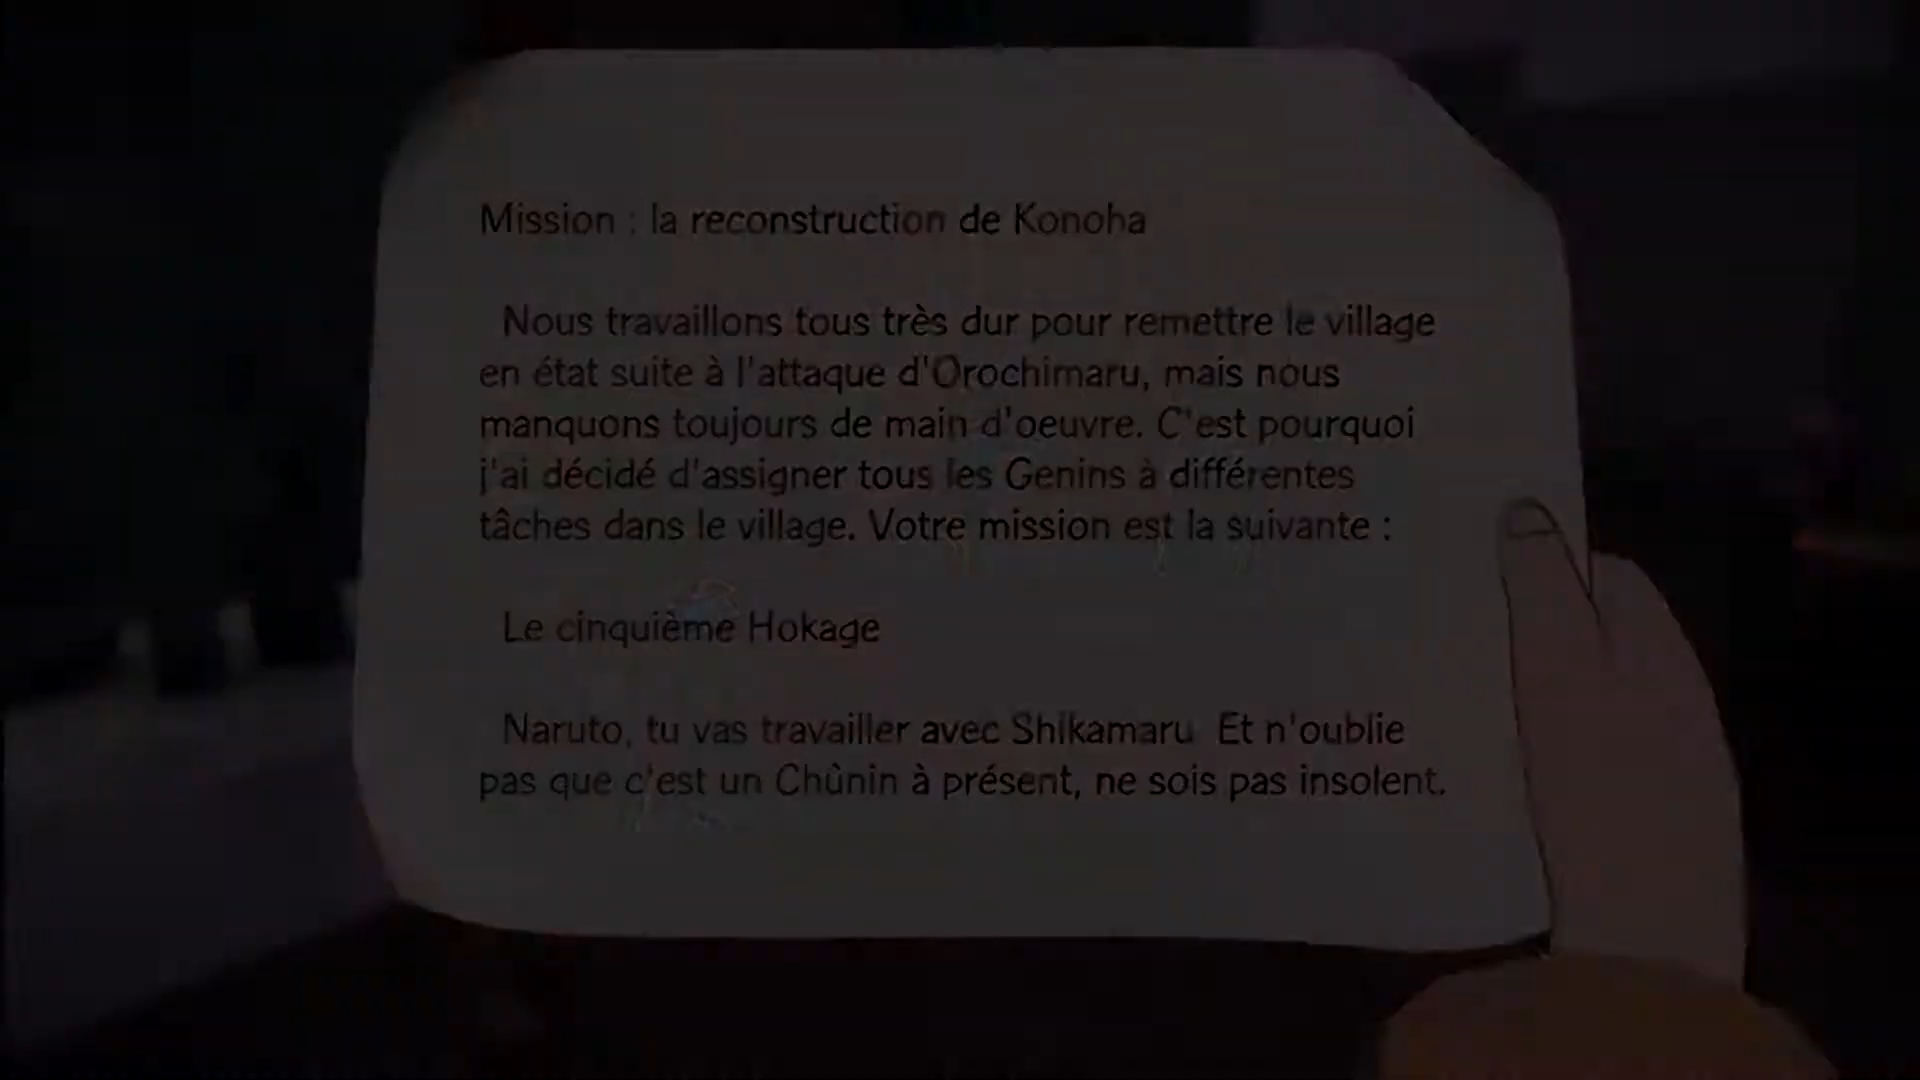 Mission : la reconstruction de Konoha
Nous travaillons tous très dur pour remettre le village
en état suite à l'attaque d'Orochimaru, mais nous
manquons toujours de main d'oeuvre. C'est pourquoi
j'ai décidé d'assigner tous les Genins à différentes
tâches dans le village. Votre mission est la suivante :
Le cinquième Hokage
Naruto, tu vas travailler avec Shikamaru. Et n'oublie
pas que c'est un Chûnin à présent, ne sois pas insolent.